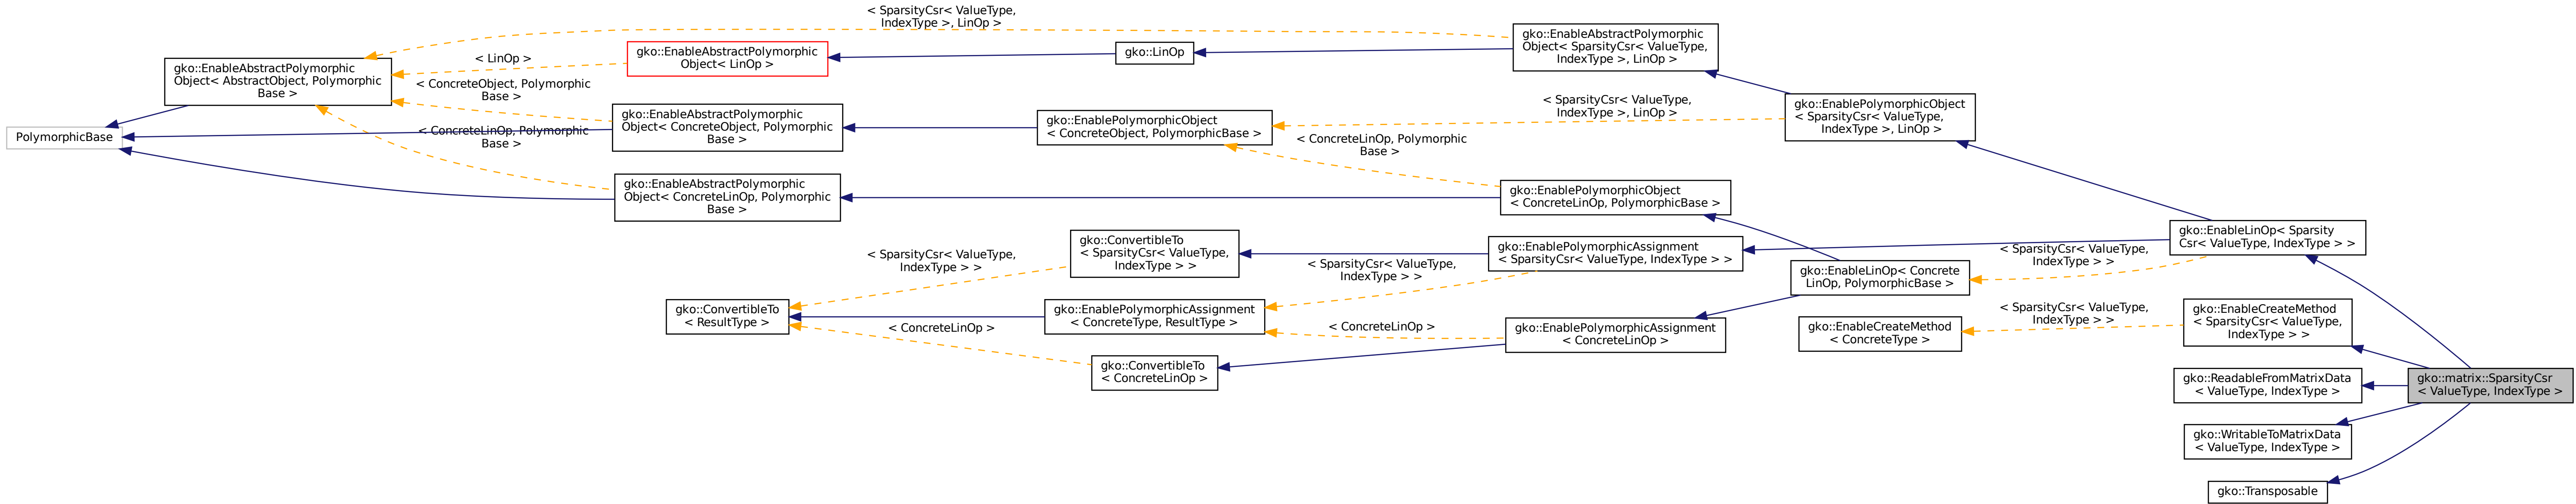 < SparsityCsr< ValueType,
IndexType >, LinOp >
gko::EnableAbstractPolymorphic
Object< SparsityCsr< ValueType,
IndexType >, LinOp >
gko::EnableAbstractPolymorphic
Object< LinOp >
gko::LinOp
< LinOp >
gko::EnableAbstractPolymorphic
Object< AbstractObject, Polymorphic
Base >
< ConcreteObject, Polymorphic
Base >
gko::EnableAbstractPolymorphic
Object< ConcreteObject, Polymorphic
Base >
gko::EnablePolymorphicObject
< ConcreteObject, PolymorphicBase >
< SparsityCsr< ValueType,
IndexType >, LinOp >
gko::EnablePolymorphicObject
< SparsityCsr< ValueType,
IndexType >, LinOp >
PolymorphicBase
< ConcreteLinOp, Polymorphic
Base >
< ConcreteLinOp, Polymorphic
Base >
gko::EnableAbstractPolymorphic
Object< ConcreteLinOp, Polymorphic
Base >
gko::EnablePolymorphicObject
< ConcreteLinOp, PolymorphicBase >
gko::EnableLinOp< Sparsity
Csr< ValueType, IndexType > >
< SparsityCsr< ValueType,
IndexType > >
gko::ConvertibleTo
< SparsityCsr< ValueType,
IndexType > >
< SparsityCsr< ValueType,
IndexType > >
gko::EnablePolymorphicAssignment
< SparsityCsr< ValueType, IndexType > >
gko::EnableLinOp< Concrete
LinOp, PolymorphicBase >
< SparsityCsr< ValueType,
IndexType > >
gko::ConvertibleTo
< ResultType >
gko::EnablePolymorphicAssignment
< ConcreteType, ResultType >
< ConcreteLinOp >
< ConcreteLinOp >
gko::EnablePolymorphicAssignment
< ConcreteLinOp >
gko::EnableCreateMethod
< ConcreteType >
< SparsityCsr< ValueType,
IndexType > >
gko::EnableCreateMethod
< SparsityCsr< ValueType,
IndexType > >
gko::ConvertibleTo
< ConcreteLinOp >
gko::ReadableFromMatrixData
< ValueType, IndexType >
gko::matrix::SparsityCsr
< ValueType, IndexType >
gko::WritableToMatrixData
< ValueType, IndexType >
gko::Transposable